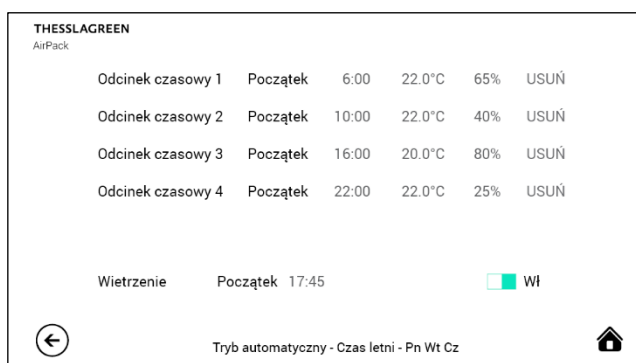 THESSLAGREEN
AirPack
Odcinek czasowy 1 Początek 6:00 22.0°C 65% USUŃ
Odcinek czasowy 2 Początek 10:00 22.0°C 40% USUŃ
Odcinek czasowy 3 Początek 16:00 20.0°C 80% USUŃ
Odcinek czasowy 4 Początek 22:00 22.0°C 25% USUŃ
Wietrzenie Początek 17:45 Wł
Tryb automatyczny - Czas letni - Pn Wt Cz